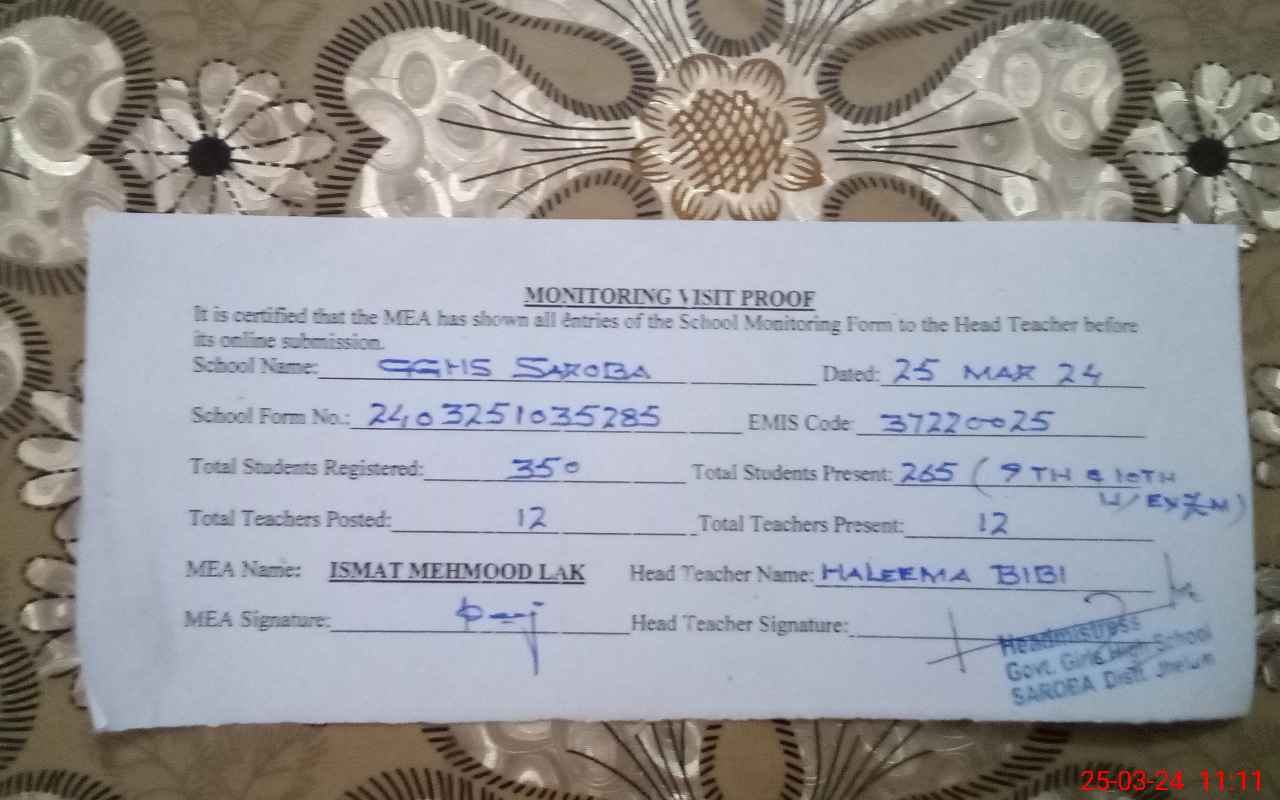 MONITORING VISIT PROOF
It is certified that the MEA has shown all entries of the School Monitoring Form to the Head Teacher before
its online submission.
School Name: GGHS SAROBA Dated: 25 MAR 24
School Form No.: 2403251035285 EMIS Code: 37220025
Total Students Registered: 350 Total Students Present: 265 (9TH & 10TH
U/EXAM)
Total Teachers Posted: 12 Total Teachers Present: 12
MEA Name: ISMAT MEHMOOD LAK Head Teacher Name: HALEEMA BIBI
MEA Signature: Head Teacher Signature:
Headmistress
Govt. Girls High School
SAROBA Distt. Jhelum
25-03-24 11:11